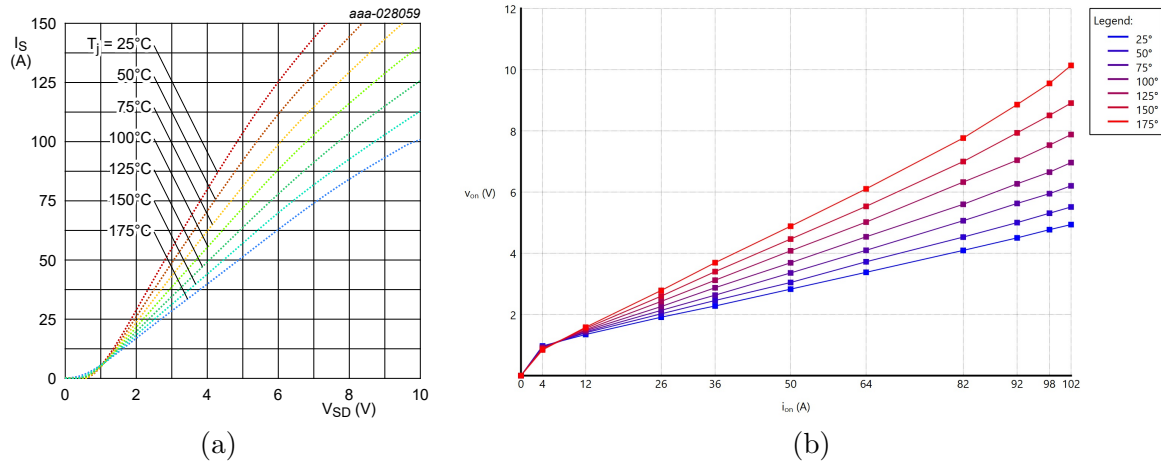 aaa-028059
150
I_S
(A)
125
100
75
50
25
0
T_j = 25°C
50°C
75°C
100°C
125°C
150°C
175°C
0 2 4 6 8 10
V_SD (V)
(a)
12
10
8
6
4
2
v_on (V)
0 4 12 26 36 50 64 82 92 98 102
i_on (A)
Legend:
25°
50°
75°
100°
125°
150°
175°
(b)